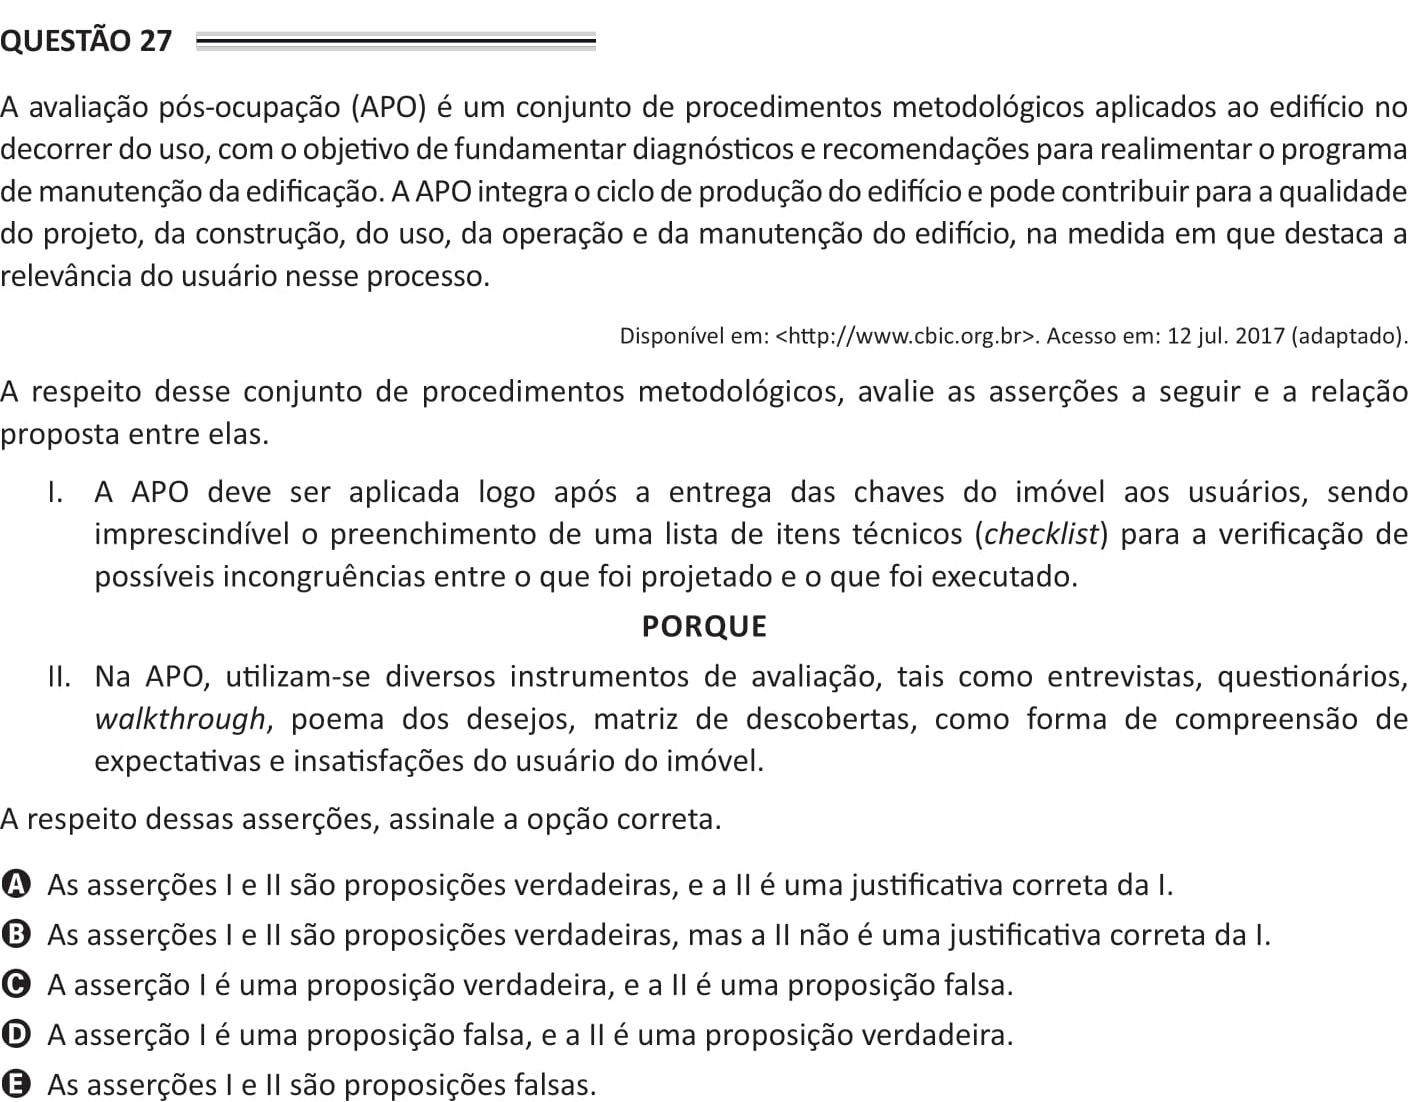 QUESTÃO 27
A avaliação pós-ocupação (APO) é um conjunto de procedimentos metodológicos aplicados ao edifício no
decorrer do uso, com o objetivo de fundamentar diagnósticos e recomendações para realimentar o programa
de manutenção da edificação. A APO integra o ciclo de produção do edifício e pode contribuir para a qualidade
do projeto, da construção, do uso, da operação e da manutenção do edifício, na medida em que destaca a
relevância do usuário nesse processo.
Disponível em: <http://www.cbic.org.br>. Acesso em: 12 jul. 2017 (adaptado).
A respeito desse conjunto de procedimentos metodológicos, avalie as asserções a seguir e a relação
proposta entre elas.
I. A APO deve ser aplicada logo após a entrega das chaves do imóvel aos usuários, sendo
imprescindível o preenchimento de uma lista de itens técnicos (checklist) para a verificação de
possíveis incongruências entre o que foi projetado e o que foi executado.
PORQUE
II. Na APO, utilizam-se diversos instrumentos de avaliação, tais como entrevistas, questionários,
walkthrough, poema dos desejos, matriz de descobertas, como forma de compreensão de
expectativas e insatisfações do usuário do imóvel.
A respeito dessas asserções, assinale a opção correta.
A As asserções I e II são proposições verdadeiras, e a II é uma justificativa correta da I.
B As asserções I e II são proposições verdadeiras, mas a II não é uma justificativa correta da I.
C A asserção I é uma proposição verdadeira, e a II é uma proposição falsa.
D A asserção I é uma proposição falsa, e a II é uma proposição verdadeira.
E As asserções I e II são proposições falsas.